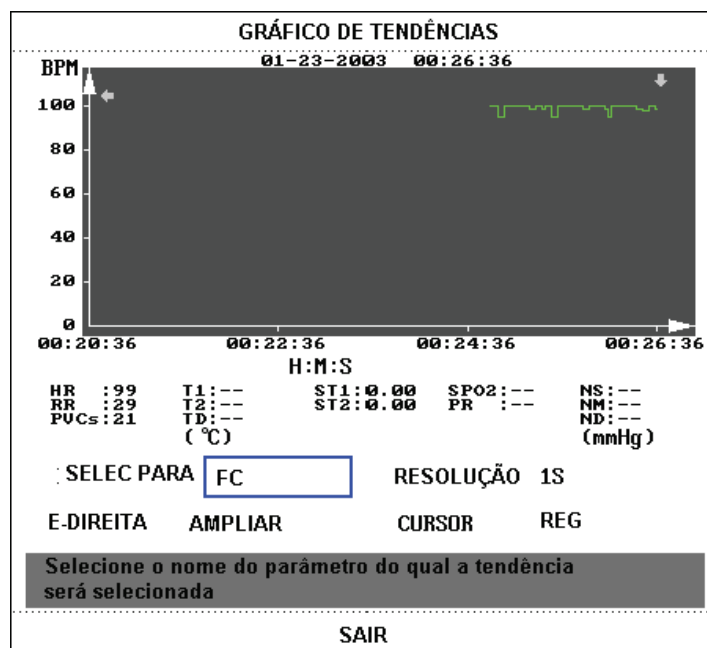 GRÁFICO DE TENDÊNCIAS
01-23-2003 00:26:36
BPM
100
80
60
40
20
0
00:20:36 00:22:36 00:24:36 00:26:36
H:M:S
HR :99 T1:-- ST1:0.00 SPO2:-- NS:--
RR :29 T2:-- ST2:0.00 PR :-- NM:--
PVCs:21 TD:-- ND:--
(℃) (mmHg)
SELEC PARA FC RESOLUÇÃO 1S
E-DIREITA AMPLIAR CURSOR REG
Selecione o nome do parâmetro do qual a tendência
será selecionada
SAIR